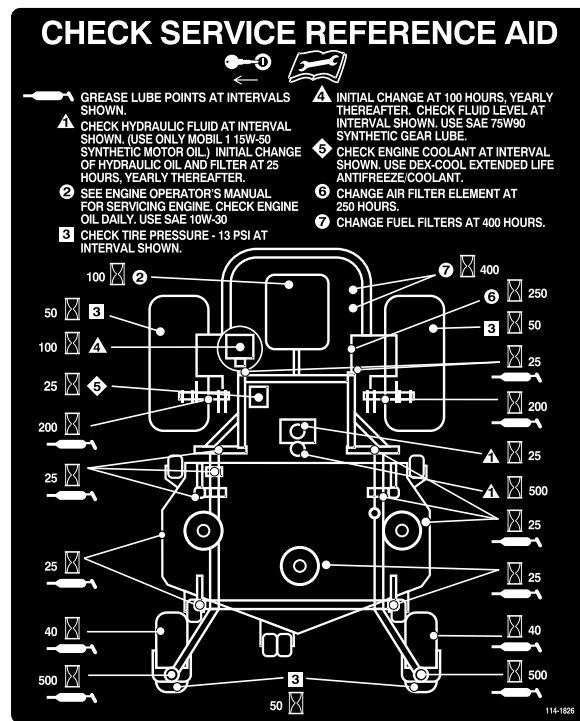 CHECK SERVICE REFERENCE AID
GREASE LUBE POINTS AT INTERVALS
SHOWN.
1 CHECK HYDRAULIC FLUID AT INTERVAL
SHOWN. (USE ONLY MOBIL 1 15W-50
SYNTHETIC MOTOR OIL.) INITIAL CHANGE
OF HYDRAULIC OIL AND FILTER AT 25
HOURS, YEARLY THEREAFTER.
2 SEE ENGINE OPERATOR'S MANUAL
FOR SERVICING ENGINE. CHECK ENGINE
OIL DAILY. USE SAE 10W-30
3 CHECK TIRE PRESSURE - 13 PSI AT
INTERVAL SHOWN.
4 INITIAL CHANGE AT 100 HOURS, YEARLY
THEREAFTER. CHECK FLUID LEVEL AT
INTERVAL SHOWN. USE SAE 75W90
SYNTHETIC GEAR LUBE.
5 CHECK ENGINE COOLANT AT INTERVAL
SHOWN. USE DEX-COOL EXTENDED LIFE
ANTIFREEZE/COOLANT.
6 CHANGE AIR FILTER ELEMENT AT
250 HOURS.
7 CHANGE FUEL FILTERS AT 400 HOURS.
100 2
7 400
6 250
50 3
3 50
100 4
25
25 5
200
200
1 25
25
1 500
25
25
25
40
40
500
500
3
50
114-1826